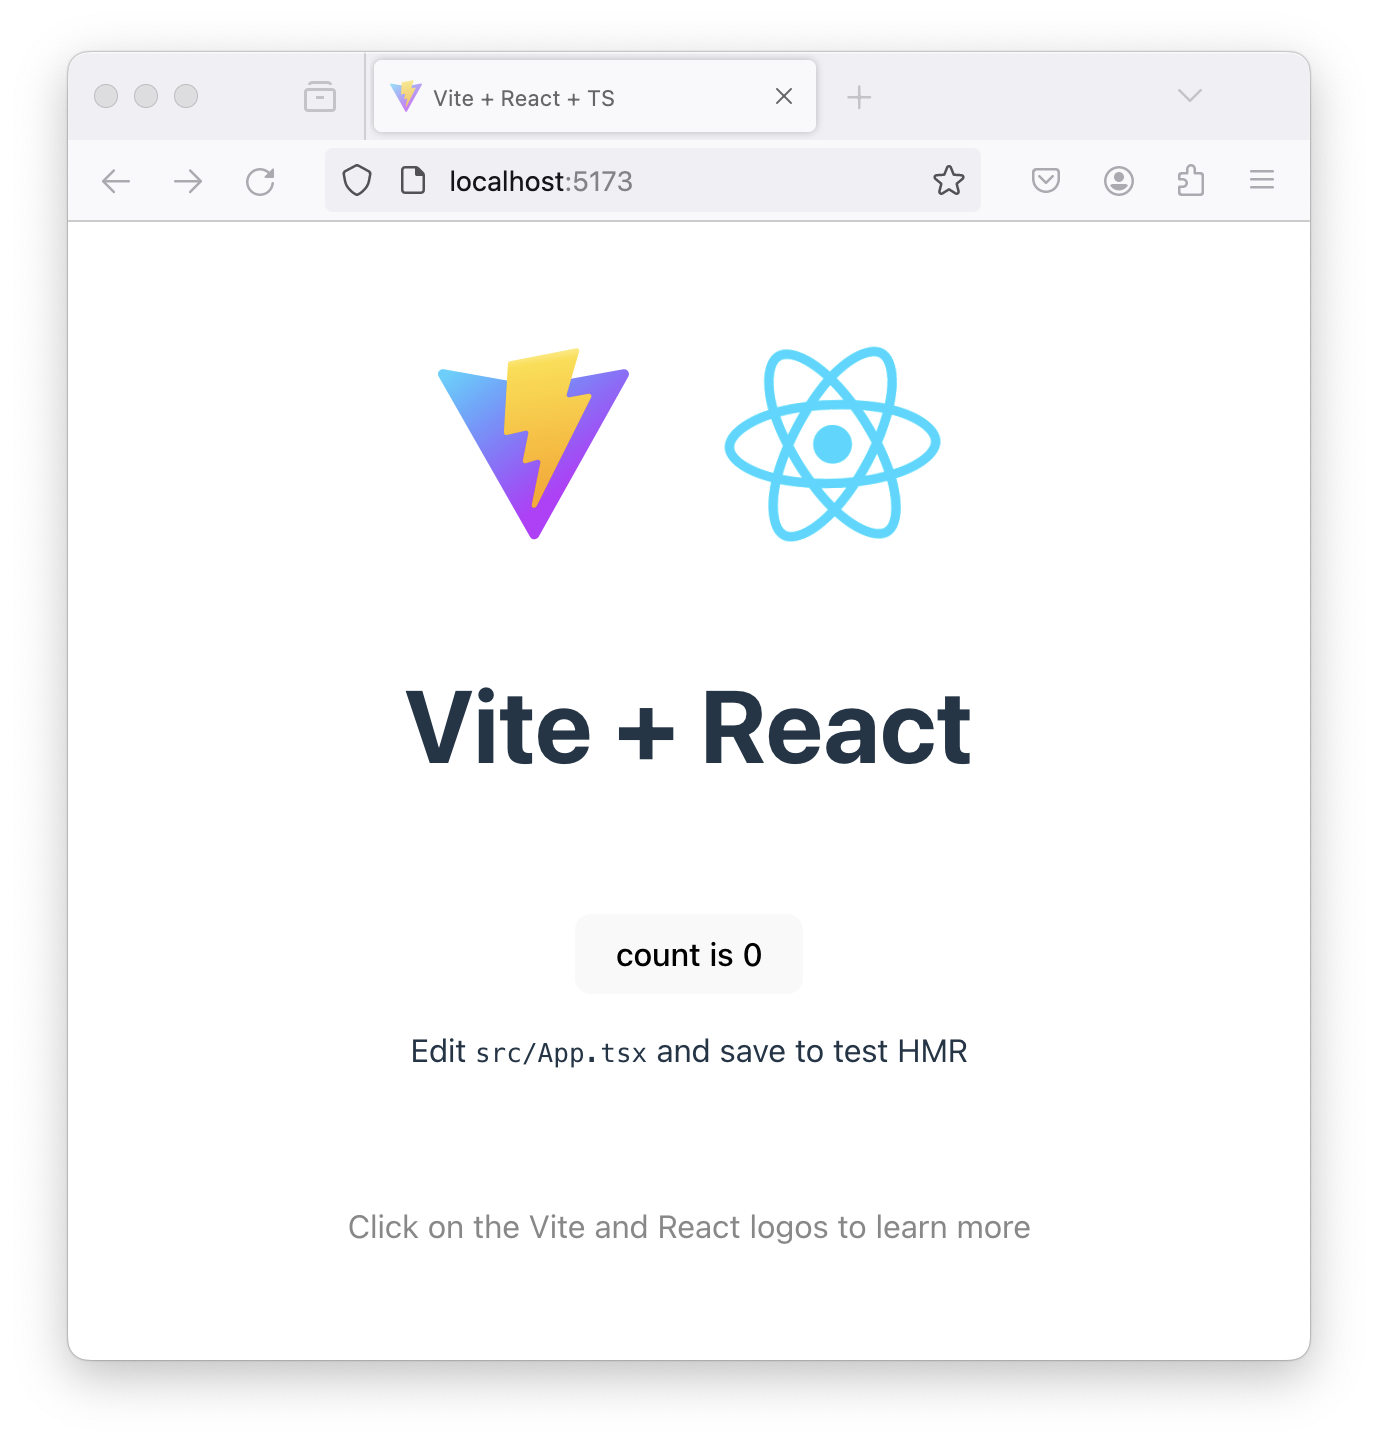 Vite + React + TS
localhost:5173
Vite + React
count is 0
Edit src/App.tsx and save to test HMR
Click on the Vite and React logos to learn more